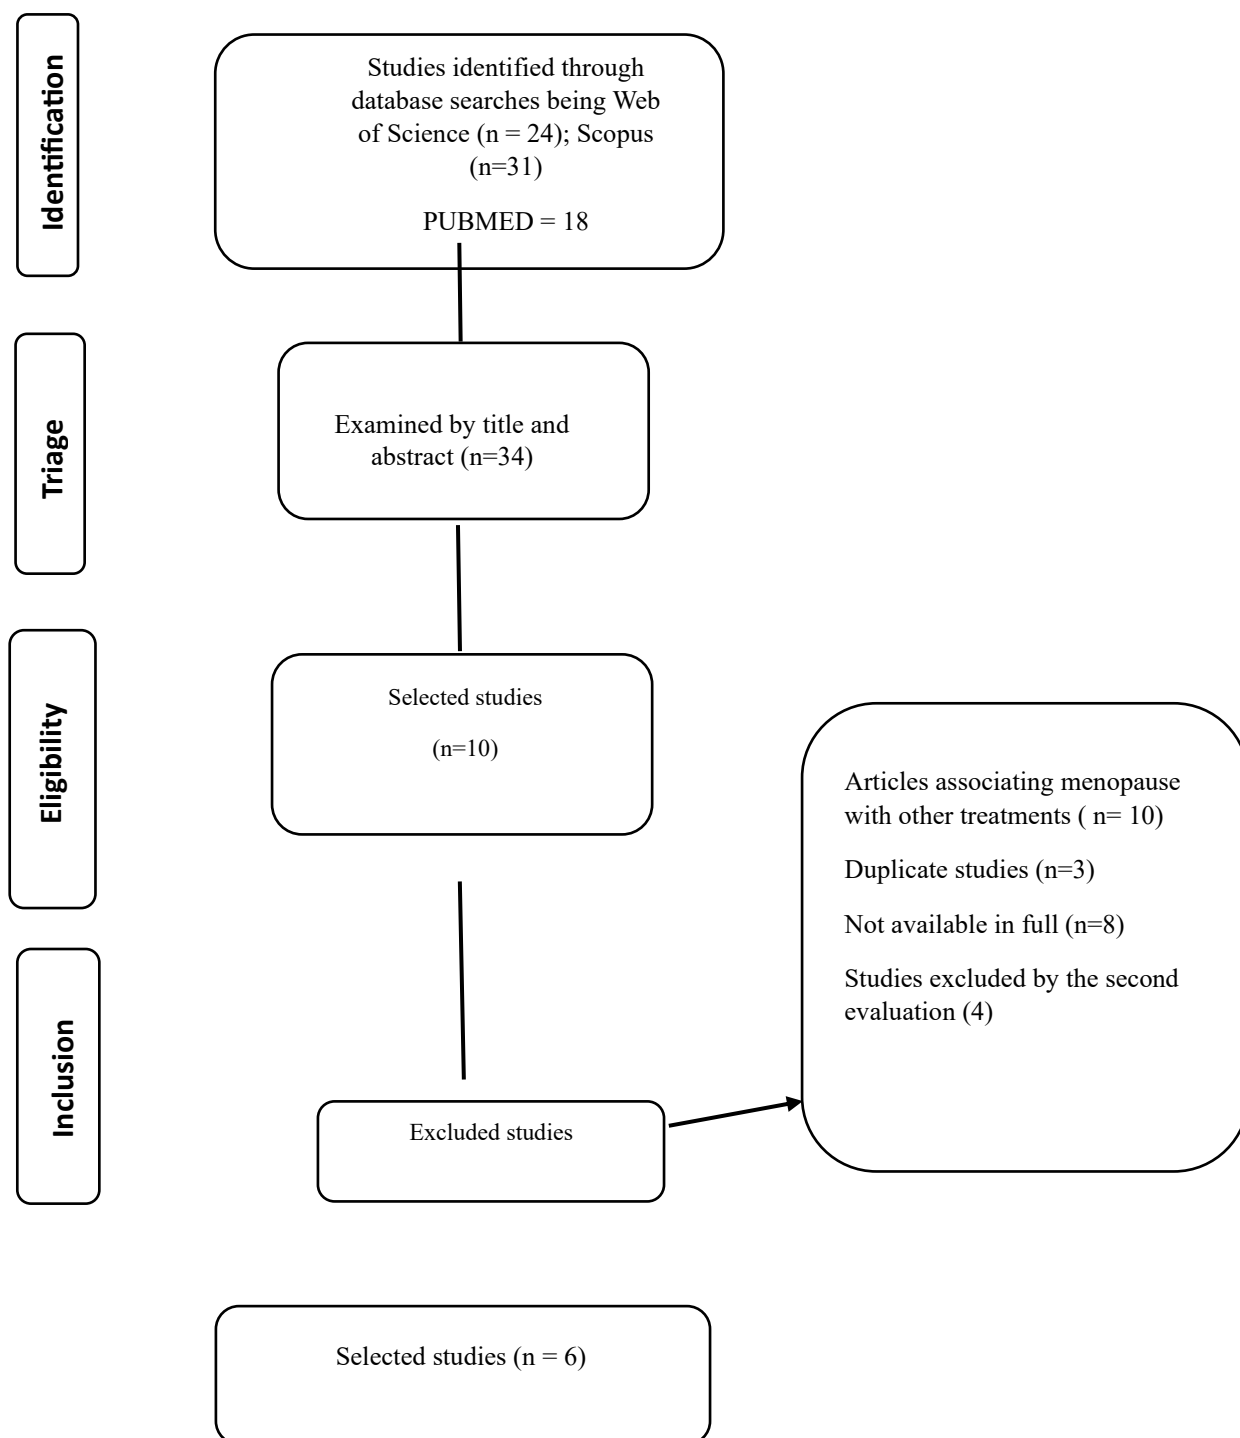 Identification
Studies identified through
database searches being Web
of Science (n = 24); Scopus
(n=31)
PUBMED = 18
Triage
Examined by title and
abstract (n=34)
Eligibility
Selected studies
(n=10)
Articles associating menopause
with other treatments ( n= 10)
Duplicate studies (n=3)
Not available in full (n=8)
Studies excluded by the second
evaluation (4)
Inclusion
Excluded studies
Selected studies (n = 6)